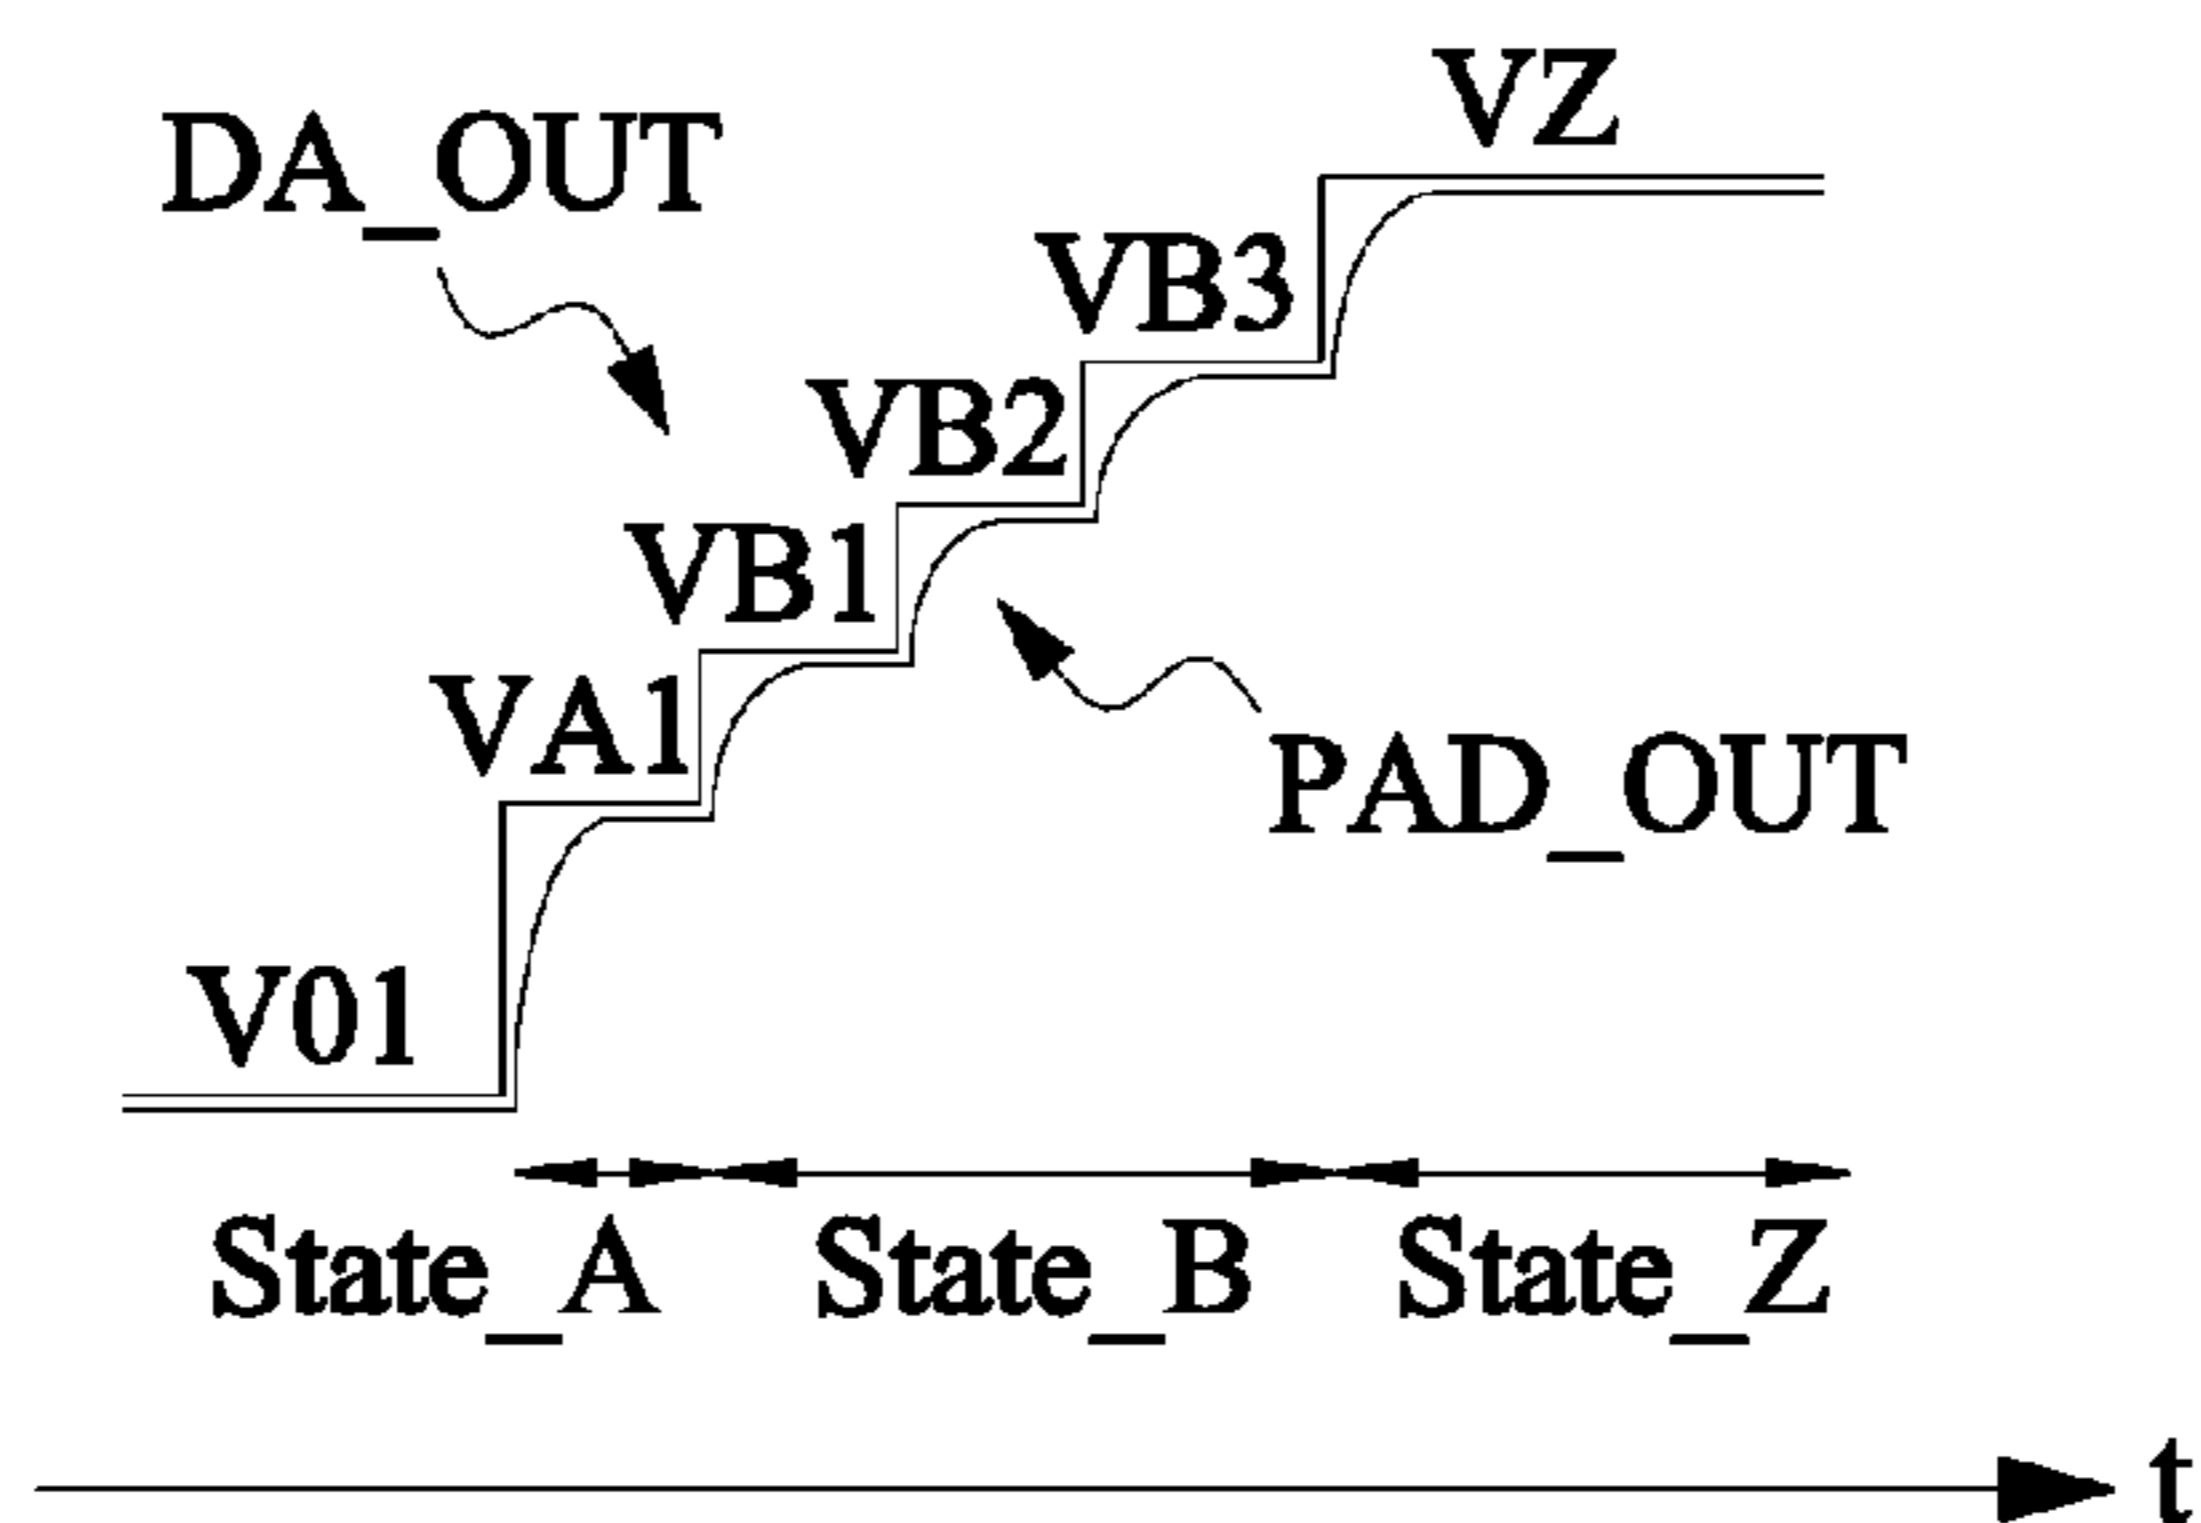 VZ
DA_OUT
VB3
VB2
VB1
VA1
PAD_OUT
V01
State_A State_B State_Z
t